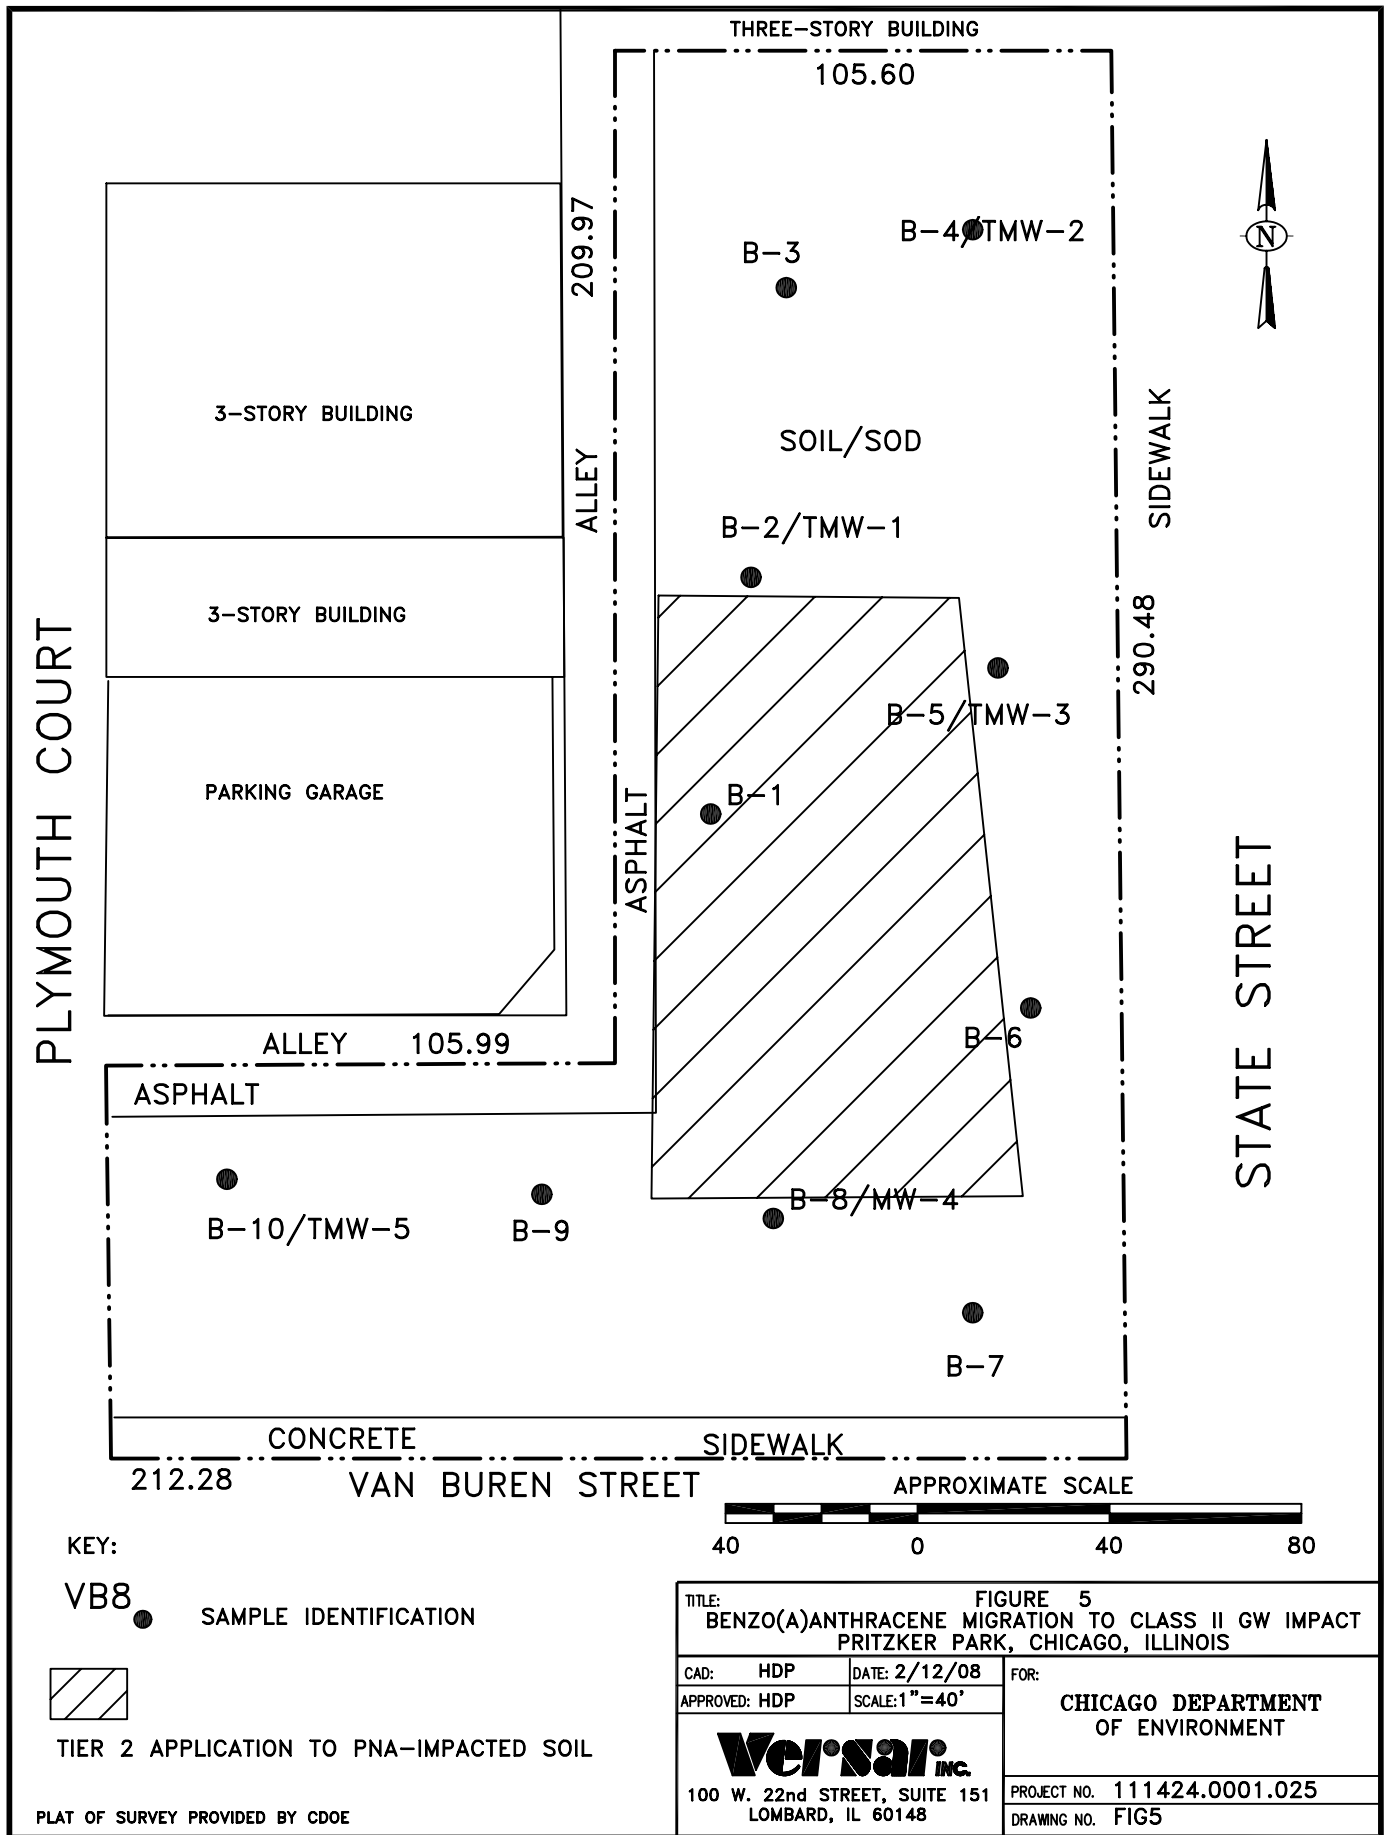 THREE-STORY BUILDING
105.60
209.97
B-4/TMW-2
B-3
N
3-STORY BUILDING
ALLEY
SOIL/SOD
SIDEWALK
B-2/TMW-1
3-STORY BUILDING
290.48
PLYMOUTH COURT
B-5/TMW-3
PARKING GARAGE
B-1
ASPHALT
STATE STREET
ALLEY 105.99
B-6
ASPHALT
B-10/TMW-5
B-9
B-8/MW-4
B-7
CONCRETE SIDEWALK
212.28
VAN BUREN STREET
APPROXIMATE SCALE
40 0 40 80
KEY:
VB8
SAMPLE IDENTIFICATION
TIER 2 APPLICATION TO PNA-IMPACTED SOIL
PLAT OF SURVEY PROVIDED BY CDOE
TITLE: FIGURE 5
BENZO(A)ANTHRACENE MIGRATION TO CLASS II GW IMPACT
PRITZKER PARK, CHICAGO, ILLINOIS
CAD: HDP
DATE: 2/12/08
APPROVED: HDP
SCALE:1"=40'
FOR:
CHICAGO DEPARTMENT
OF ENVIRONMENT
Versar INC.
100 W. 22nd STREET, SUITE 151
LOMBARD, IL 60148
PROJECT NO. 111424.0001.025
DRAWING NO. FIG5